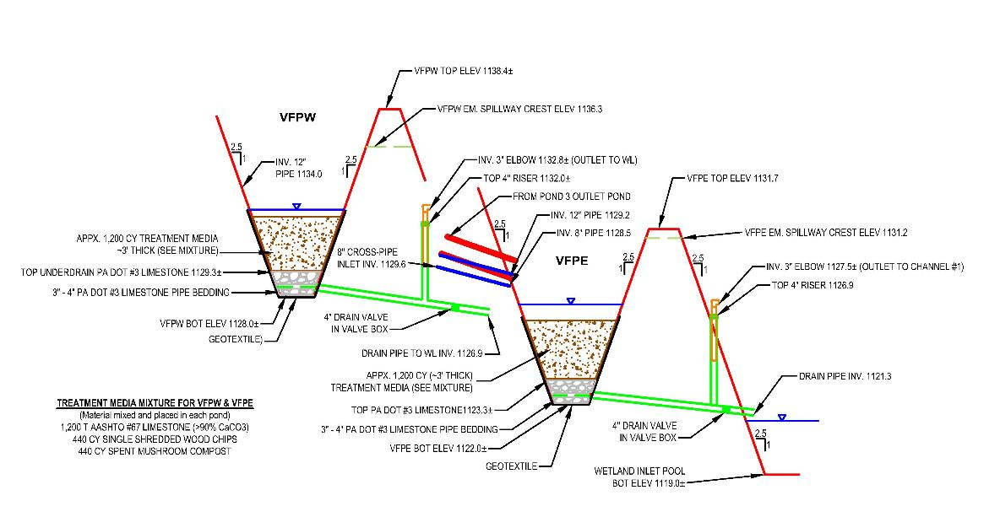 VFPW TOP ELEV 1138.4±
VFPW EM. SPILLWAY CREST ELEV 1136.3
VFPW
2.5
1
INV. 12"
PIPE 1134.0
2.5
1
INV. 3" ELBOW 1132.8± (OUTLET TO WL)
TOP 4" RISER 1132.0±
FROM POND 3 OUTLET POND
INV. 12" PIPE 1129.2
INV. 8" PIPE 1128.5
2.5
1
VFPE TOP ELEV 1131.7
VFPE EM. SPILLWAY CREST ELEV 1131.2
VFPE
2.5
1
2.5
1
INV. 3" ELBOW 1127.5± (OUTLET TO CHANNEL #1)
TOP 4" RISER 1126.9
APPX. 1,200 CY TREATMENT MEDIA
~3' THICK (SEE MIXTURE)
8" CROSS-PIPE
INLET INV. 1129.6
TOP UNDERDRAIN PA DOT #3 LIMESTONE 1129.3±
3" - 4" PA DOT #3 LIMESTONE PIPE BEDDING
VFPW BOT ELEV 1128.0±
GEOTEXTILE)
4" DRAIN VALVE
IN VALVE BOX
DRAIN PIPE TO WL INV. 1126.9
APPX. 1,200 CY (~3' THICK)
TREATMENT MEDIA (SEE MIXTURE)
DRAIN PIPE INV. 1121.3
TOP PA DOT #3 LIMESTONE1123.3±
3" - 4" PA DOT #3 LIMESTONE PIPE BEDDING
VFPE BOT ELEV 1122.0±
GEOTEXTILE
4" DRAIN VALVE
IN VALVE BOX
2.5
1
WETLAND INLET POOL
BOT ELEV 1119.0±
TREATMENT MEDIA MIXTURE FOR VFPW & VFPE
(Material mixed and placed in each pond)
1,200 T AASHTO #67 LIMESTONE (>90% CaCO3)
440 CY SINGLE SHREDDED WOOD CHIPS
440 CY SPENT MUSHROOM COMPOST